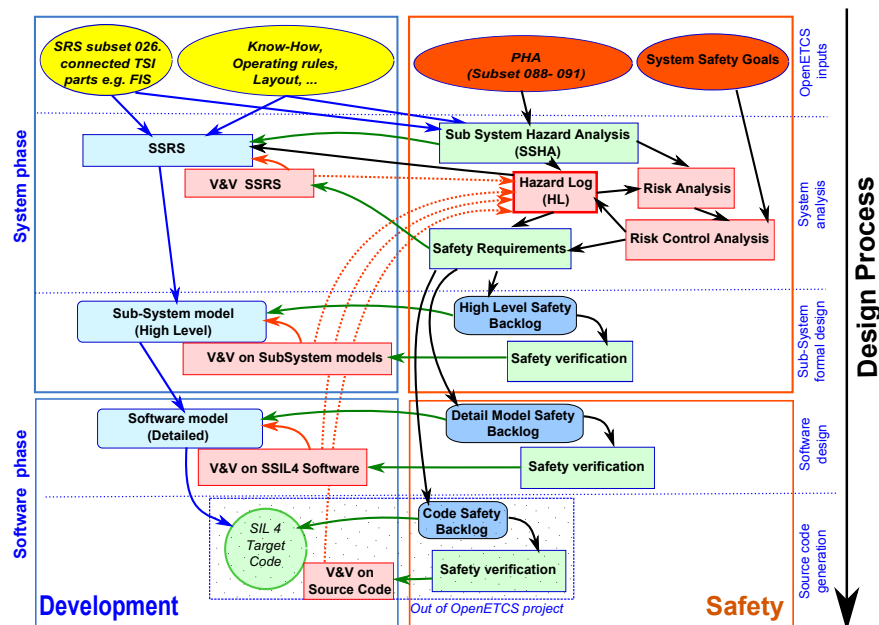 SRS subset 026.
connected TSI
parts e.g. FIS
Know-How,
Operating rules,
Layout, ...
PHA
(Subset 088- 091)
System Safety Goals
OpenETCS
inputs
System phase
SSRS
V&V SSRS
Sub System Hazard Analysis
(SSHA)
Hazard Log
(HL)
Risk Analysis
Risk Control Analysis
Safety Requirements
System
analysis
Design Process
Sub-System model
(High Level)
V&V on SubSystem models
High Level Safety
Backlog
Safety verification
Sub-System
formal design
Software phase
Software model
(Detailed)
V&V on SSIL4 Software
Detail Model Safety
Backlog
Safety verification
Software
design
SIL 4
Target
Code
V&V on
Source Code
Code Safety
Backlog
Safety verification
Source code
generation
Development
Out of OpenETCS project
Safety